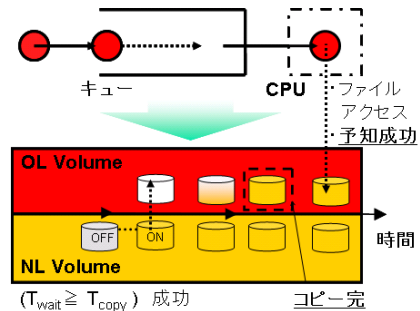 キュー
CPU
ファイル
アクセス
予知成功
OL Volume
OFF
ON
時間
NL Volume
(Twait≧ Tcopy ) 成功
コピー完